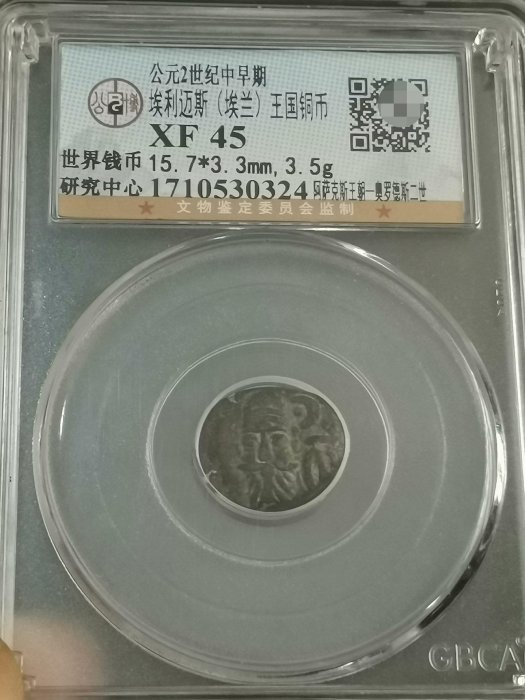 公元2世纪中早期
埃利迈斯（埃兰）王国铜币
XF 45
世界钱币 15.7*3.3mm,3.5g
研究中心 1710530324 阿萨克斯王朝—奥罗德斯二世
文物鉴定委员会监制
GBCA